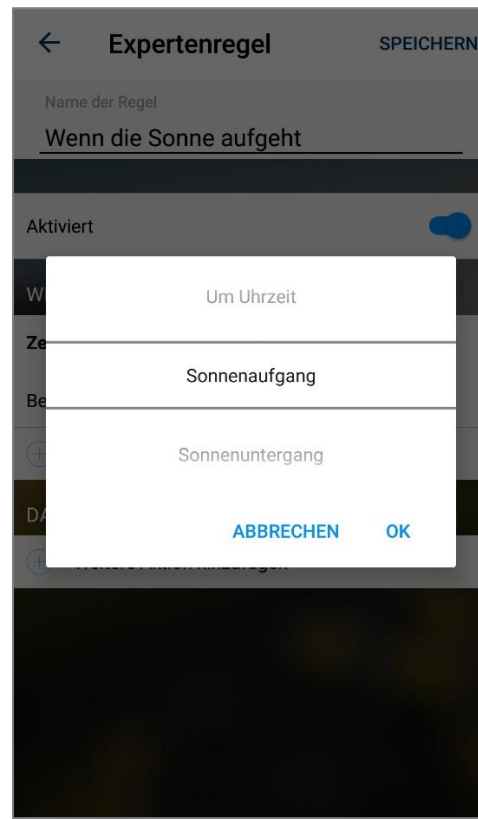 Expertenregel
SPEICHERN
Name der Regel
Wenn die Sonne aufgeht
Aktiviert
Um Uhrzeit
Sonnenaufgang
Sonnenuntergang
ABBRECHEN
OK